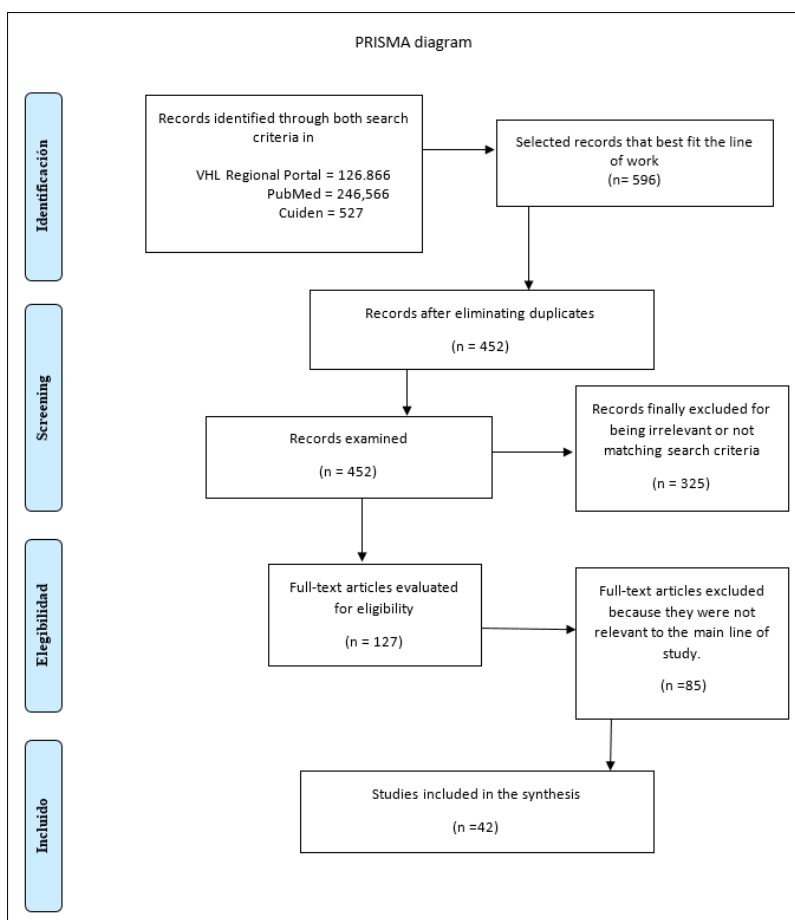 PRISMA diagram
Identificación
Records identified through both search
criteria in
VHL Regional Portal = 126.866
PubMed = 246,566
Cuiden = 527
Selected records that best fit the line
of work
(n= 596)
Screening
Records after eliminating duplicates
(n = 452)
Records examined
(n = 452)
Records finally excluded for
being irrelevant or not
matching search criteria
(n = 325)
Elegibilidad
Full-text articles evaluated
for eligibility
(n = 127)
Full-text articles excluded
because they were not
relevant to the main line of
study.
(n =85)
Incluido
Studies included in the synthesis
(n =42)